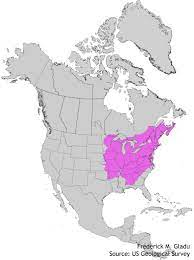 Frederick M. Gladu
Source: US Geological Survey